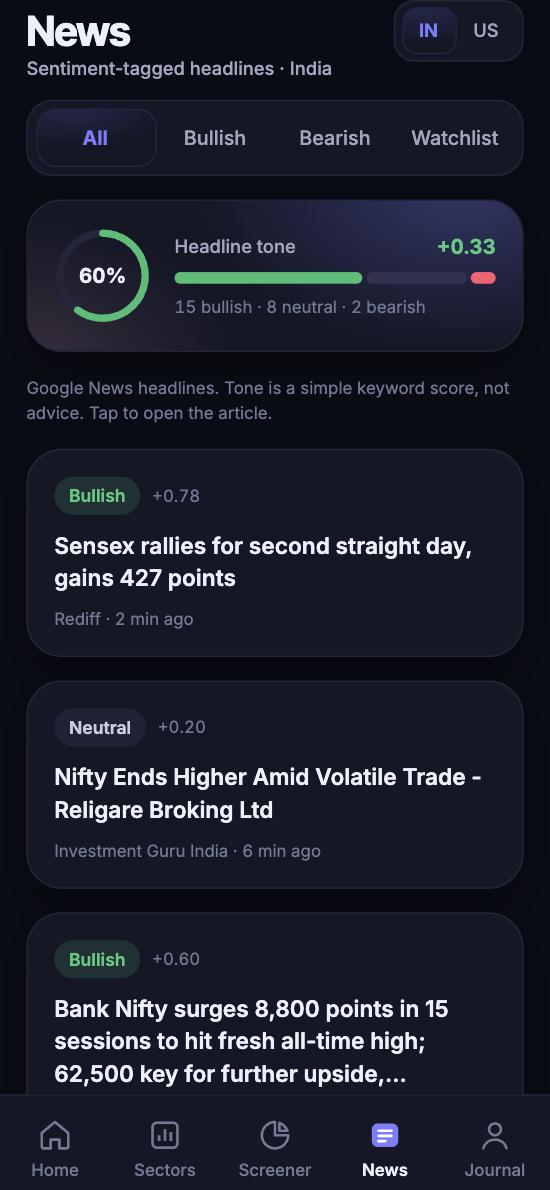 News
IN US
Sentiment-tagged headlines · India
All Bullish Bearish Watchlist
60%
Headline tone +0.33
15 bullish · 8 neutral · 2 bearish
Google News headlines. Tone is a simple keyword score, not
advice. Tap to open the article.
Bullish +0.78
Sensex rallies for second straight day,
gains 427 points
Rediff · 2 min ago
Neutral +0.20
Nifty Ends Higher Amid Volatile Trade -
Religare Broking Ltd
Investment Guru India · 6 min ago
Bullish +0.60
Bank Nifty surges 8,800 points in 15
sessions to hit fresh all-time high;
62,500 key for further upside,...
Home Sectors Screener News Journal